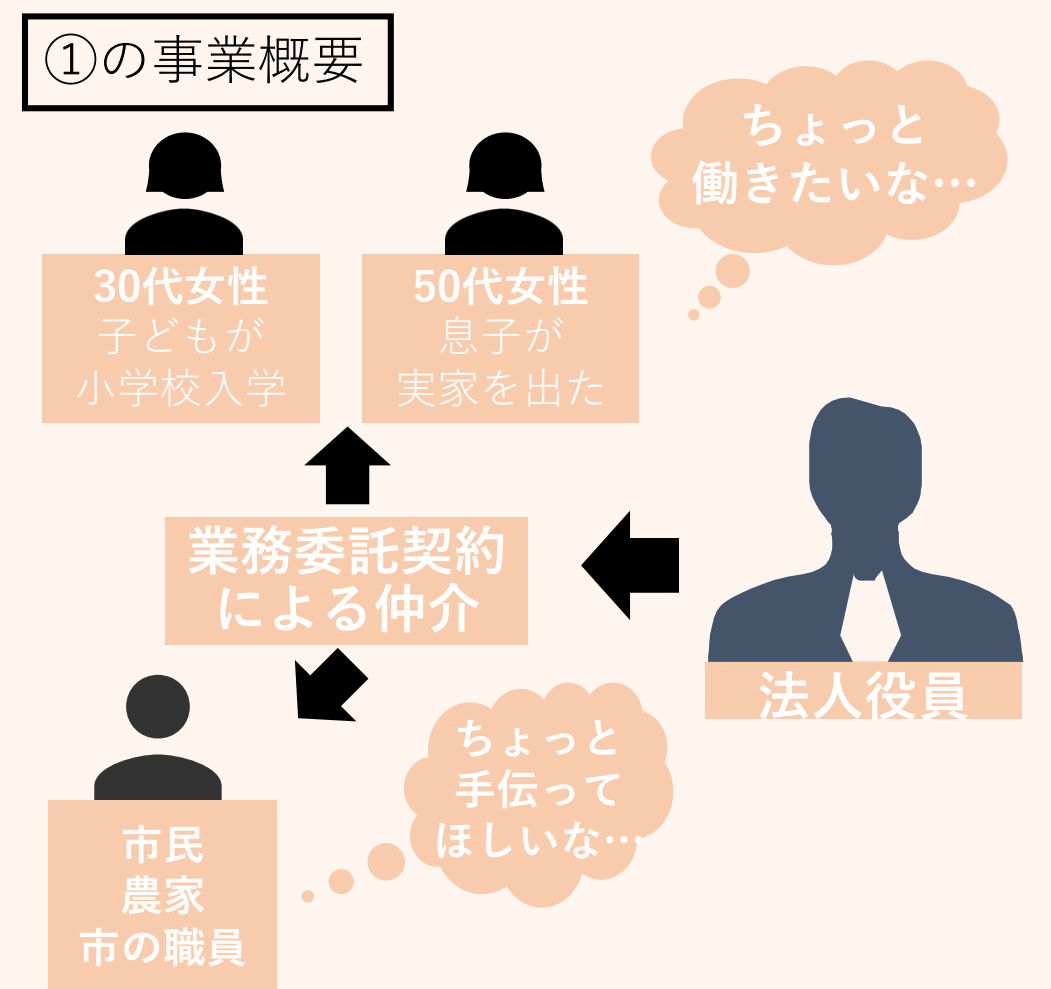 ①の事業概要
ちょっと
働きたいな…
30代女性
子どもが
小学校入学
50代女性
息子が
実家を出た
業務委託契約
による仲介
法人役員
ちょっと
手伝って
ほしいな…
市民
農家
市の職員